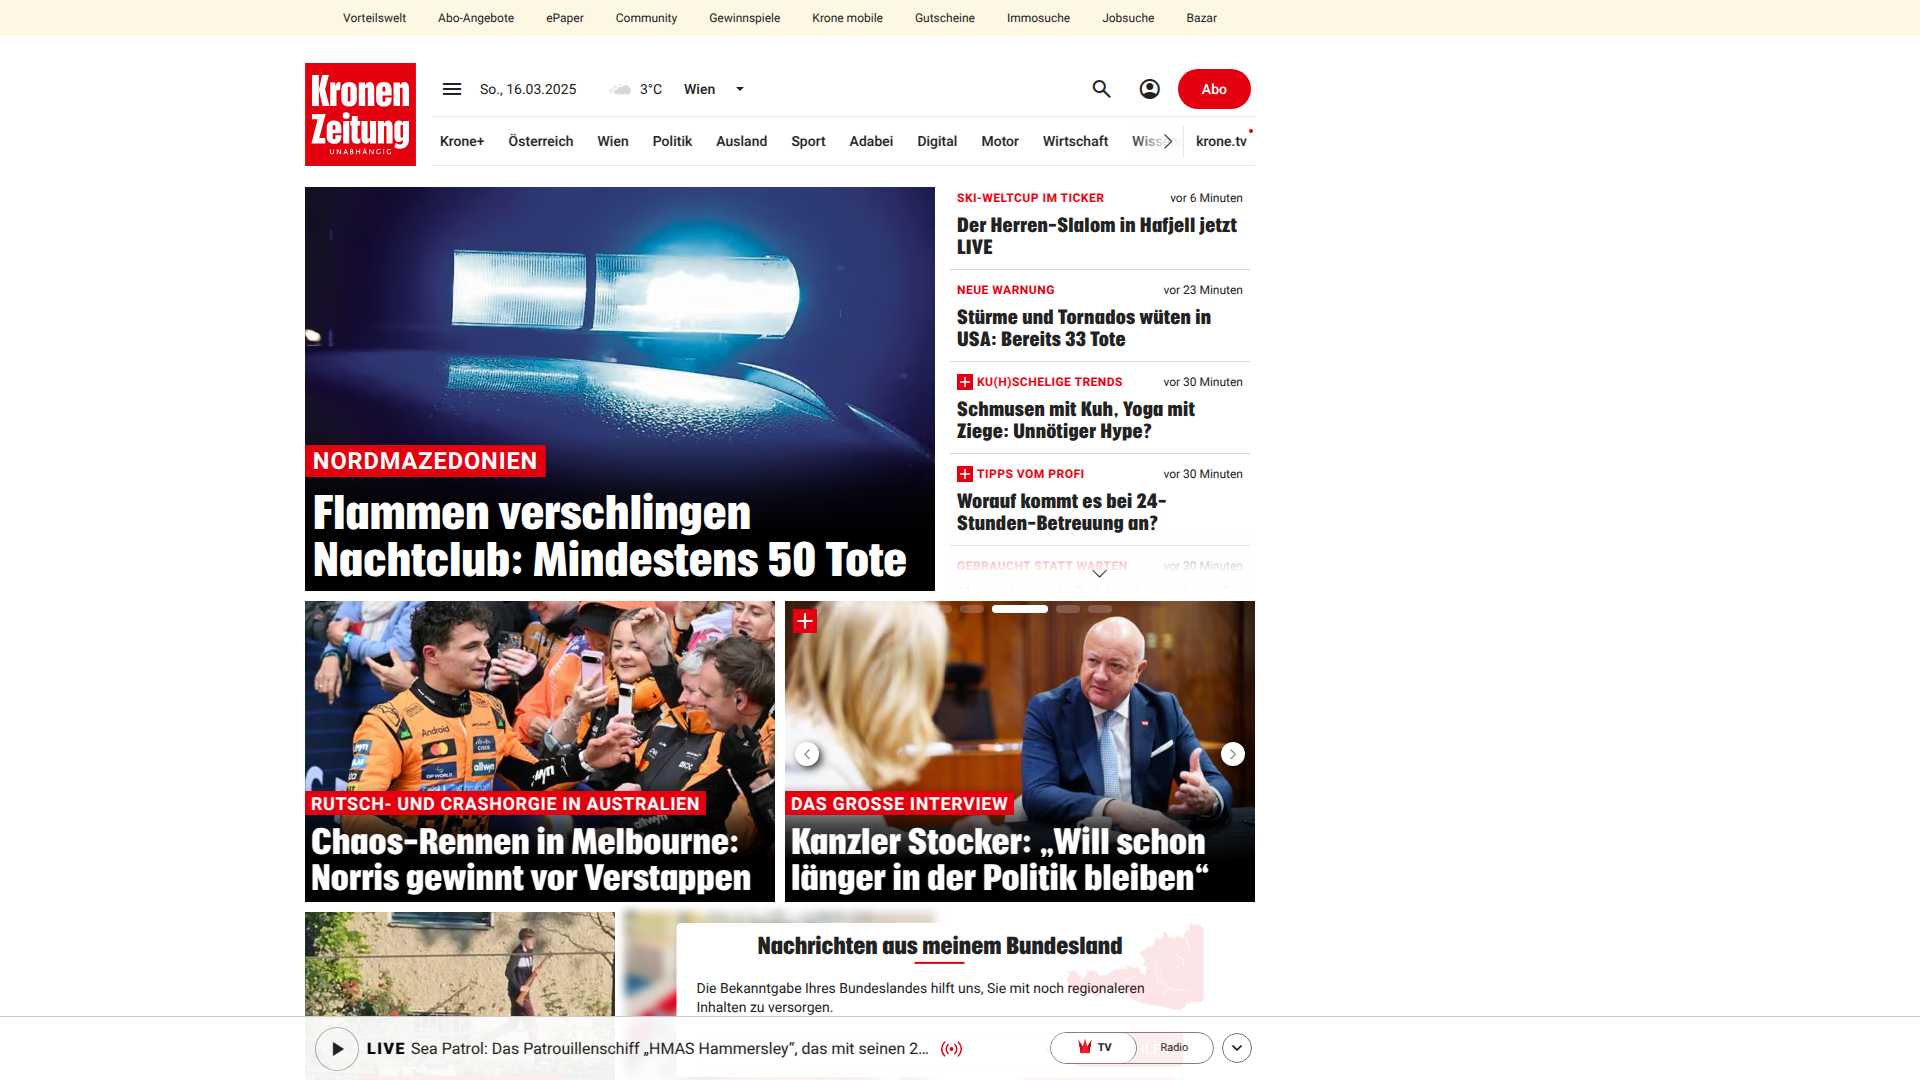 Vorteilswelt Abo-Angebote ePaper Community Gewinnspiele Krone mobile Gutscheine Immosuche Jobsuche Bazar
Kronen
Zeitung
UNABHÄNGIG
So., 16.03.2025 3°C Wien Abo
Krone+ Österreich Wien Politik Ausland Sport Adabei Digital Motor Wirtschaft krone.tv
NORDMAZEDONIEN
Flammen verschlingen
Nachtclub: Mindestens 50 Tote
SKI-WELTCUP IM TICKER vor 6 Minuten
Der Herren-Slalom in Hafjell jetzt
LIVE
NEUE WARNUNG vor 23 Minuten
Stürme und Tornados wüten in
USA: Bereits 33 Tote
KU(H)SCHELIGE TRENDS vor 30 Minuten
Schmusen mit Kuh, Yoga mit
Ziege: Unnötiger Hype?
TIPPS VOM PROFI vor 30 Minuten
Worauf kommt es bei 24-
Stunden-Betreuung an?
GEBRAUCHT STATT WARTEN vor 30 Minuten
Android
CISCO
DP WORLD
allwyn
RUTSCH- UND CRASHORGIE IN AUSTRALIEN
Chaos-Rennen in Melbourne:
Norris gewinnt vor Verstappen
DAS GROSSE INTERVIEW
Kanzler Stocker: „Will schon
länger in der Politik bleiben“
Nachrichten aus meinem Bundesland
Die Bekanntgabe Ihres Bundeslandes hilft uns, Sie mit noch regionaleren
Inhalten zu versorgen.
LIVE Sea Patrol: Das Patrouillenschiff „HMAS Hammersley“, das mit seinen 2... TV Radio